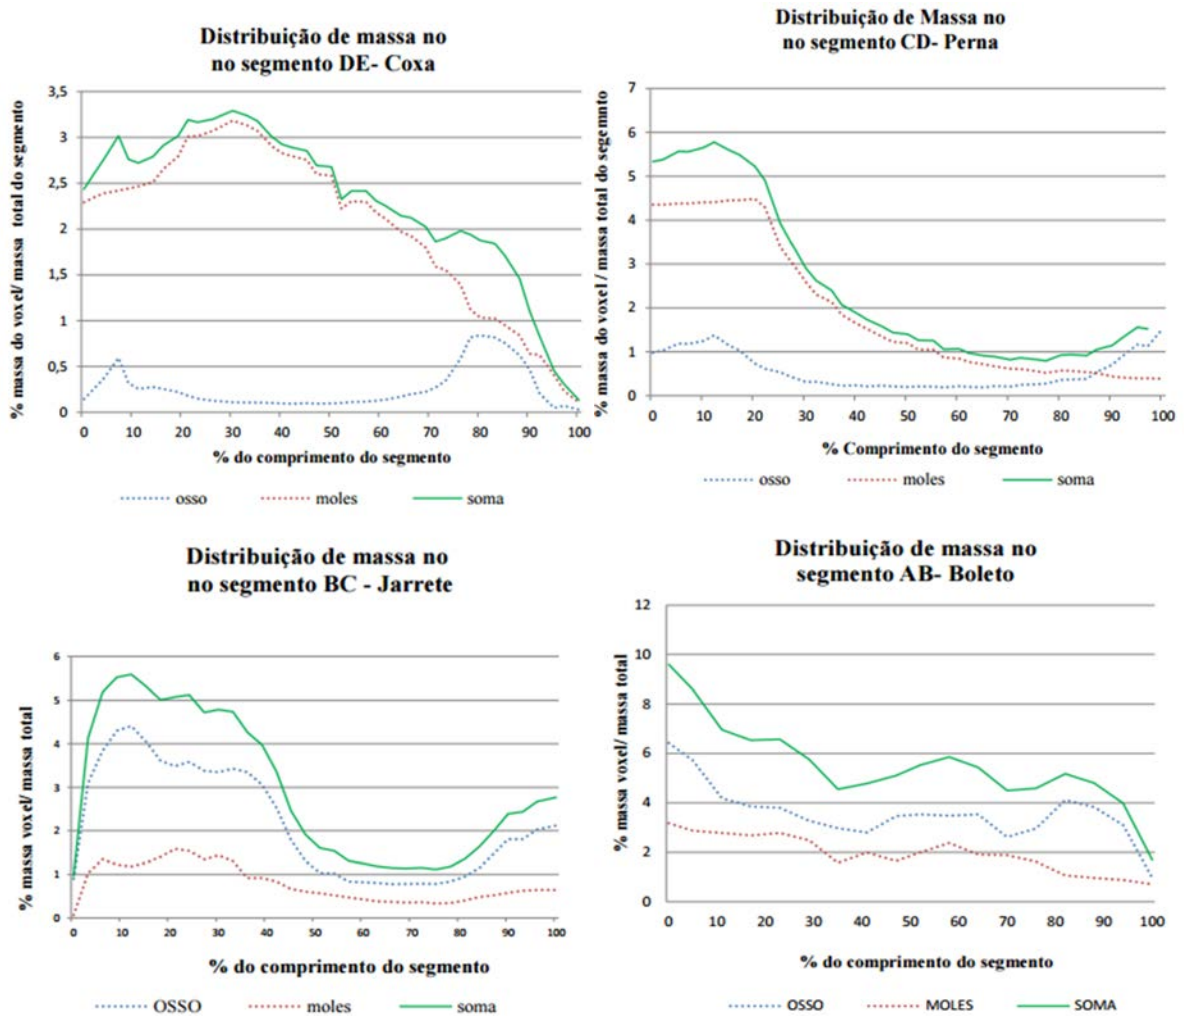 Distribuição de massa no
no segmento DE- Coxa
% massa do voxel/ massa total do segmento
3,5
3
2,5
2
1,5
1
0,5
0
0 10 20 30 40 50 60 70 80 90 100
% do comprimento do segmento
osso moles soma
Distribuição de Massa no
no segmento CD- Perna
% mass do voxel / massa total do segemnto
7
6
5
4
3
2
1
0
0 10 20 30 40 50 60 70 80 90 100
% Comprimento do segmento
osso moles soma
Distribuição de massa no
no segmento BC - Jarrete
% massa voxel/ massa total
6
5
4
3
2
1
0
0 10 20 30 40 50 60 70 80 90 100
% do comprimento do segmento
OSSO moles soma
Distribuição de massa no
segmento AB- Boleto
% massa voxel/ massa total
12
10
8
6
4
2
0
0 10 20 30 40 50 60 70 80 90 100
% do comprimento do segmento
OSSO MOLES SOMA